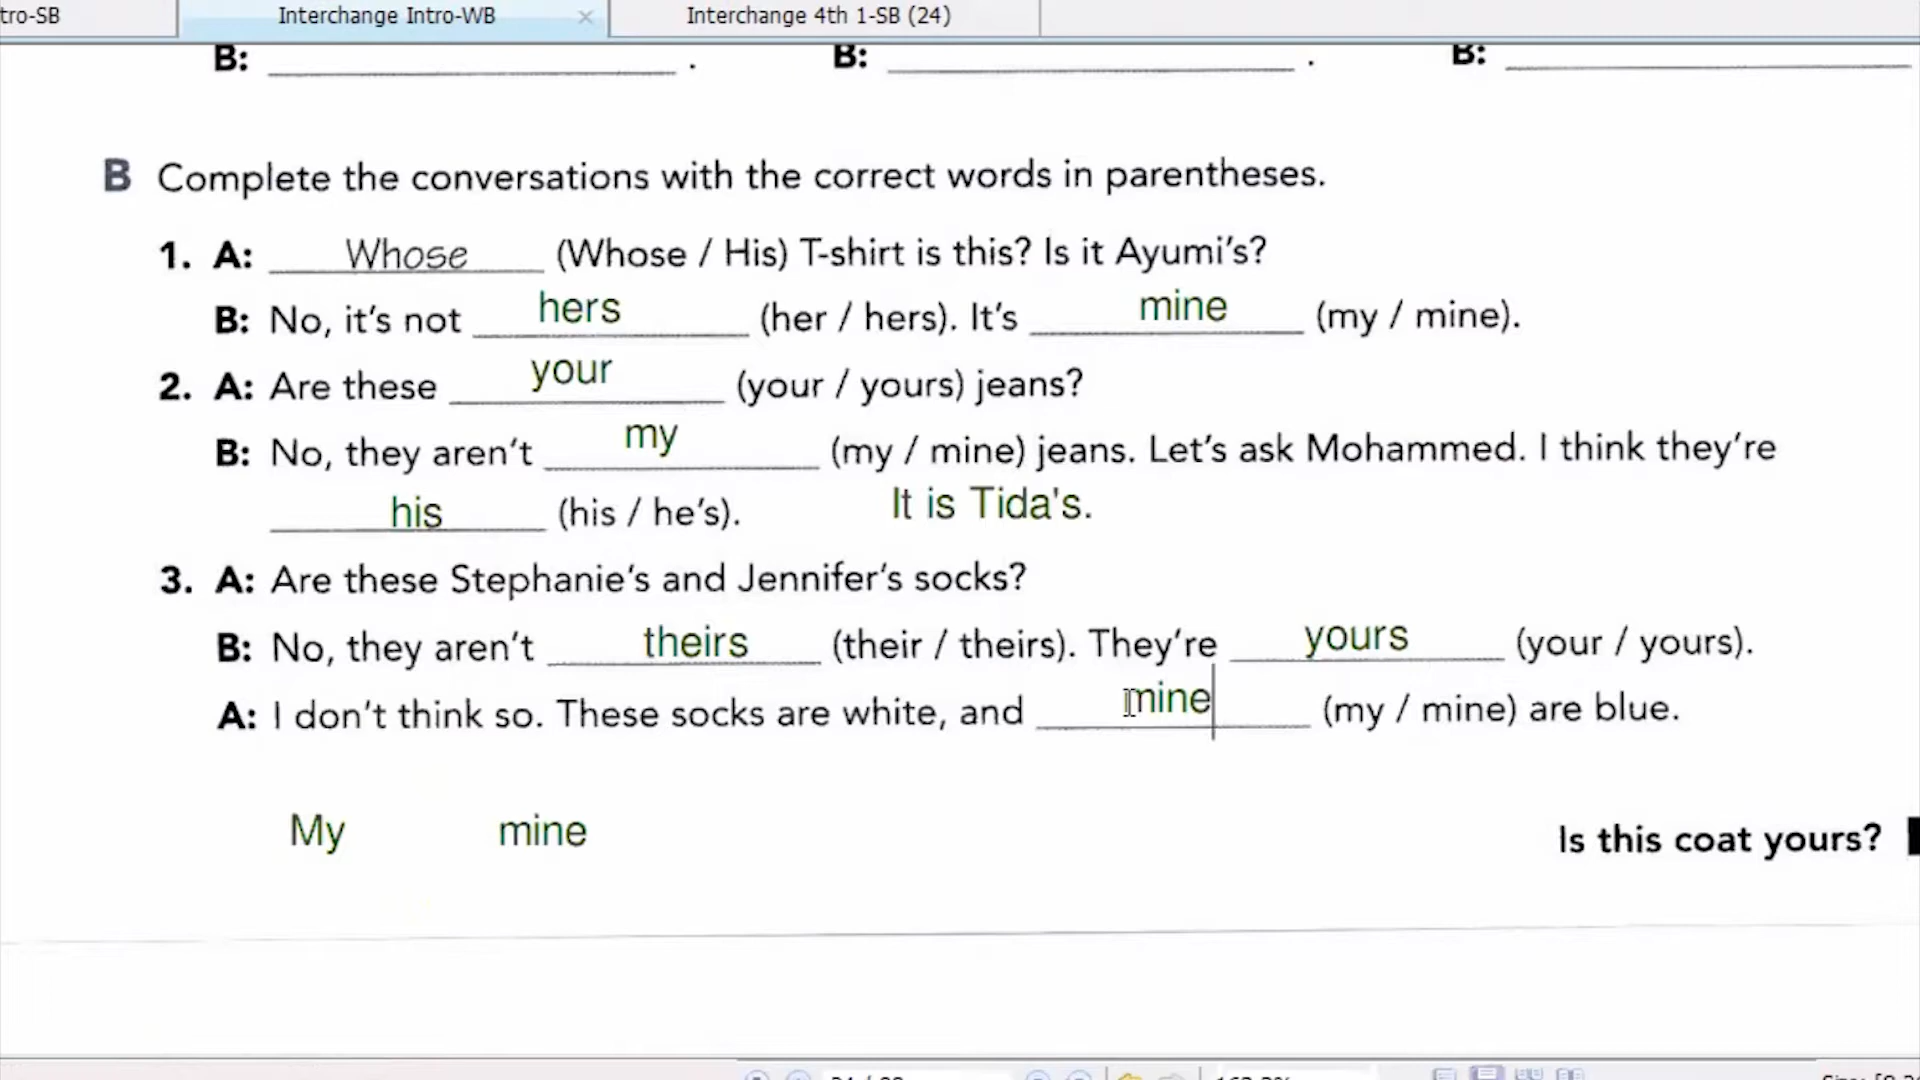 tro-SB Interchange Intro-WB × Interchange 4th 1-SB (24)
B: ____________ . B: ____________ . B: ____________
B Complete the conversations with the correct words in parentheses.
1. A: Whose (Whose / His) T-shirt is this? Is it Ayumi's?
B: No, it's not hers (her / hers). It's mine (my / mine).
2. A: Are these your (your / yours) jeans?
B: No, they aren't my (my / mine) jeans. Let's ask Mohammed. I think they're
his (his / he's). It is Tida's.
3. A: Are these Stephanie's and Jennifer's socks?
B: No, they aren't theirs (their / theirs). They're yours (your / yours).
A: I don't think so. These socks are white, and mine (my / mine) are blue.
My mine
Is this coat yours?